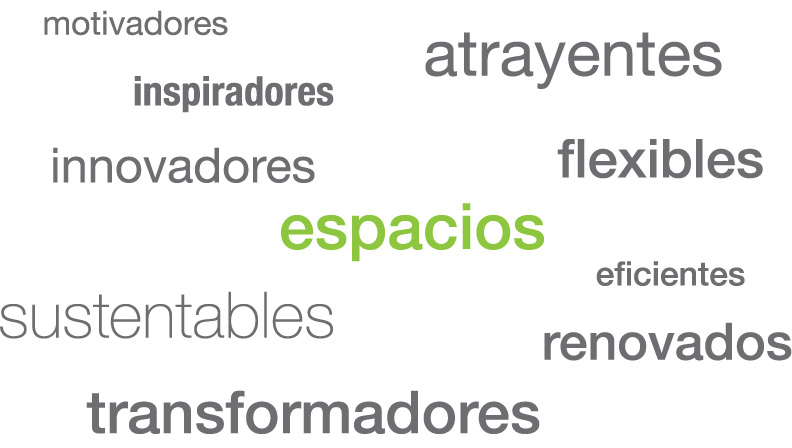 motivadores
atrayentes
inspiradores
innovadores
flexibles
espacios
eficientes
sustentables
renovados
transformadores